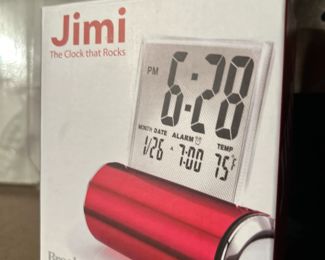 Jimi
The Clock that Rocks
PM
6:28
MONTH DATE ALARM TEMP
1/26 A 7:00 75°F